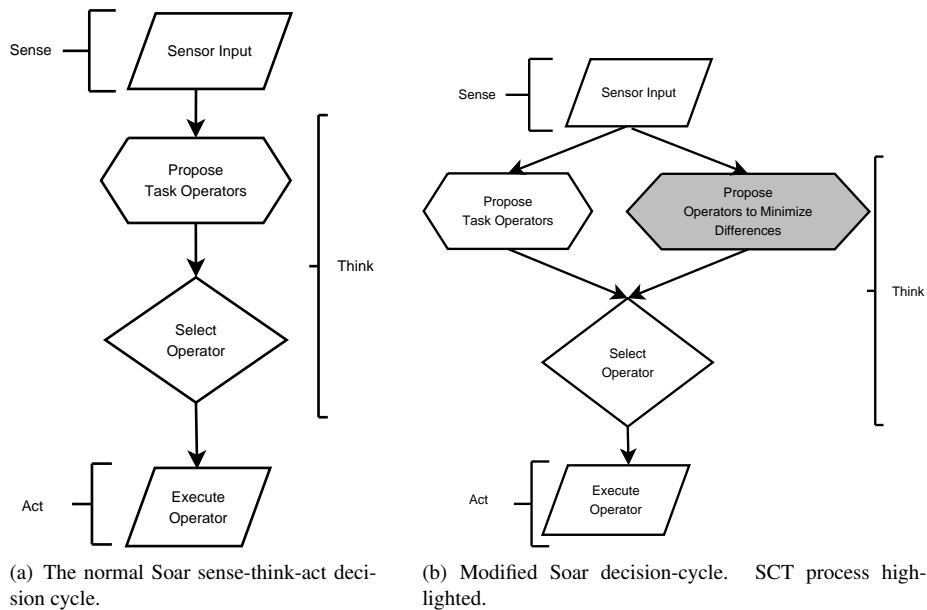 Sense
Sensor Input
Propose
Task Operators
Think
Select
Operator
Act
Execute
Operator
(a) The normal Soar sense-think-act deci-
sion cycle.
Sense
Sensor Input
Propose
Task Operators
Propose
Operators to Minimize
Differences
Think
Select
Operator
Act
Execute
Operator
(b) Modified Soar decision-cycle. SCT process high-
lighted.